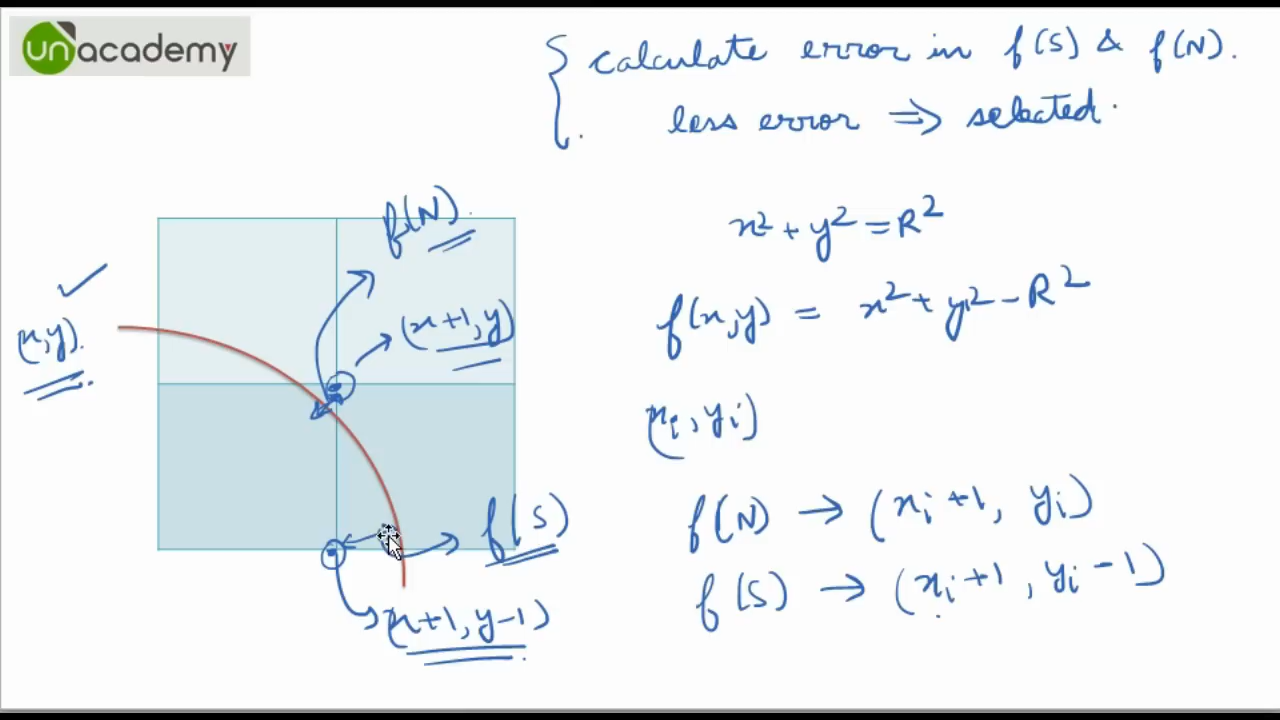 unacademy
calculate error in f(S) & f(N).
less error ⇒ selected.
f(N).
x² + y² = R²
(x,y).
(x+1, y)
f(x,y) = x² + y² - R²
(xᵢ, yᵢ)
f(S)
f(N) → (xᵢ+1, yᵢ)
f(S) → (xᵢ+1, yᵢ-1)
(x+1, y-1)